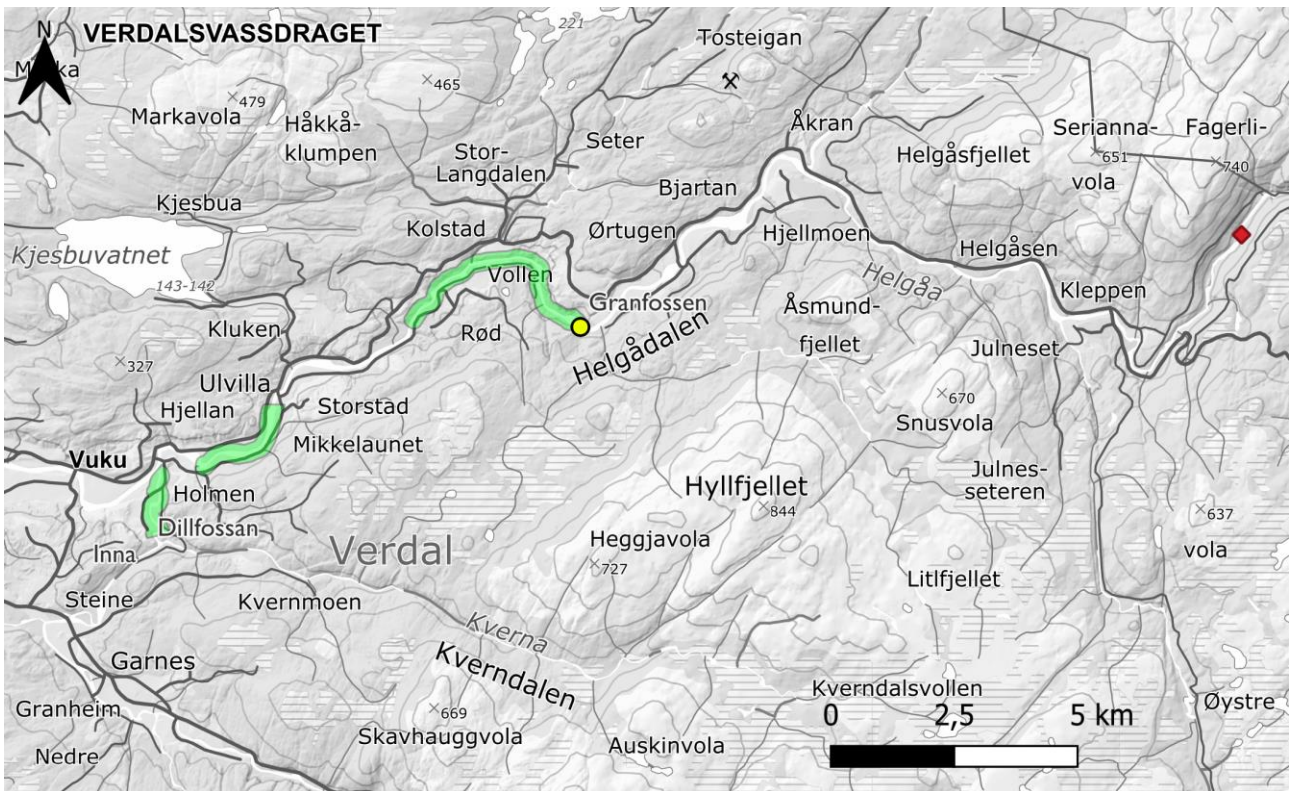 N
VERDALSVASSDRAGET
221
Tosteigan
465
479
Markavola
Håkkå-
klumpen
Åkran
Serianna-
Fagerli-
651
740
vola
Stor-
Langdalen
Seter
Helgåsfjellet
Bjartan
Kjesbua
Kolstad
Ørtugen
Hjellmoen
Helgåsen
Kjesbuvatnet
143-142
Vollen
Helgåa
Kleppen
Granfossen
Åsmund-
fjellet
Kluken
Rød
Helgådalen
Julneset
327
Ulvilla
Hjellan
Storstad
670
Snusvola
Mikkelaunet
Vuku
Julnes-
seteren
Holmen
Hyllfjellet
844
Dillfossan
637
vola
Inna
Verdal
Heggjavola
727
Litlfjellet
Steine
Kvernmoen
Kverna
Garnes
Kverndalen
Kverndalsvollen
Granheim
669
Skavhauggvola
Auskinvola
Øystre
Nedre
0 2,5 5 km